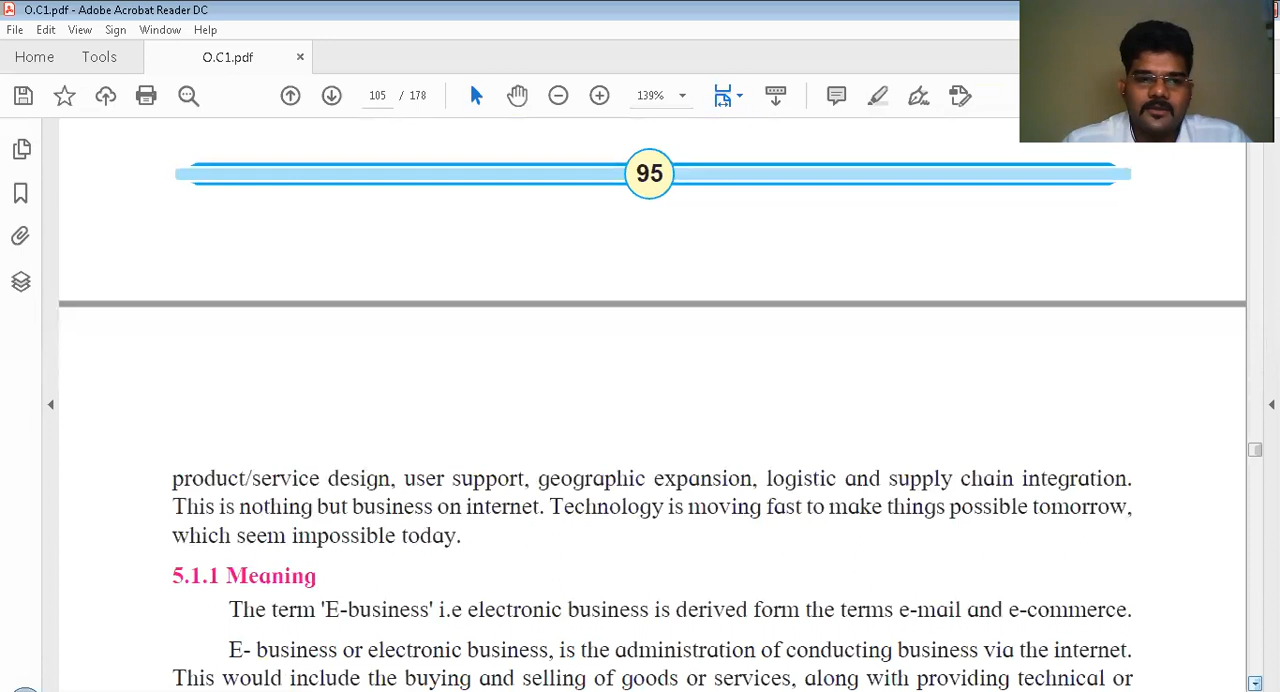 O.C1.pdf - Adobe Acrobat Reader DC
File Edit View Sign Window Help
Home Tools O.C1.pdf ×
105 / 178 139%
95
product/service design, user support, geographic expansion, logistic and supply chain integration.
This is nothing but business on internet. Technology is moving fast to make things possible tomorrow,
which seem impossible today.
5.1.1 Meaning
The term 'E-business' i.e electronic business is derived form the terms e-mail and e-commerce.
E- business or electronic business, is the administration of conducting business via the internet.
This would include the buying and selling of goods or services, along with providing technical or